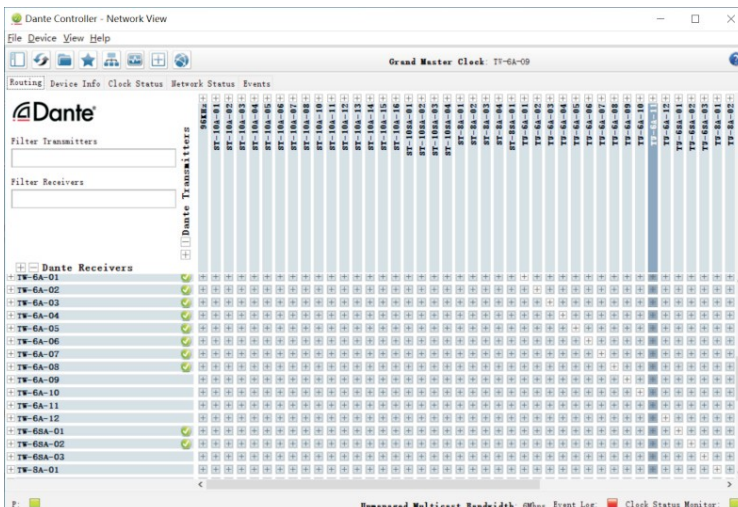 Dante Controller - Network View
File Device View Help
Grand Master Clock: TW-6A-09
Routing Device Info Clock Status Network Status Events
Dante
Filter Transmitters
Filter Receivers
Dante Transmitters
96KHz
ST-10A-01
ST-10A-02
ST-10A-03
ST-10A-04
ST-10A-05
ST-10A-06
ST-10A-07
ST-10A-08
ST-10A-09
ST-10A-10
ST-10A-11
ST-10A-12
ST-10A-13
ST-10A-14
ST-10A-15
ST-10A-16
ST-10SA-01
ST-10SA-02
ST-10SA-03
ST-10SA-04
ST-8A-01
ST-8A-02
ST-8A-03
ST-8A-04
ST-8SA-01
TW-6A-01
TW-6A-02
TW-6A-03
TW-6A-04
TW-6A-05
TW-6A-06
TW-6A-07
TW-6A-08
TW-6A-09
TW-6A-10
TW-6A-11
TW-6A-12
TW-6SA-01
TW-6SA-02
TW-6SA-03
TW-8A-01
Dante Receivers
TW-6A-01
TW-6A-02
TW-6A-03
TW-6A-04
TW-6A-05
TW-6A-06
TW-6A-07
TW-6A-08
TW-6A-09
TW-6A-10
TW-6A-11
TW-6A-12
TW-6SA-01
TW-6SA-02
TW-6SA-03
TW-8A-01
P: Unmanaged Multicast Bandwidth: 0Mbps Event Log: Clock Status Monitor: